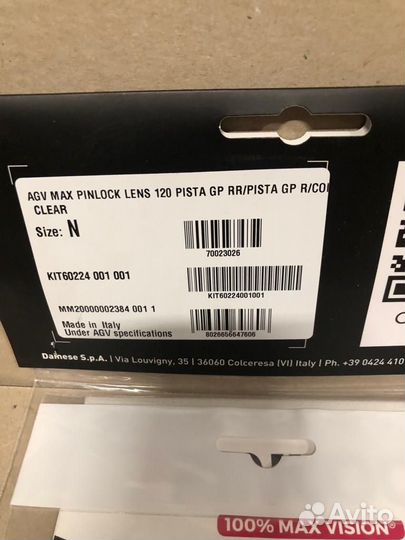 AGV MAX PINLOCK LENS 120 PISTA GP RR/PISTA GP R/COR
CLEAR
Size: N
70023026
KIT60224 001 001
KIT60224001001
MM20000002384 001 1
Made in Italy
Under AGV specifications
8026656647606
Dainese S.p.A. | Via Louvigny, 35 | 36060 Colceresa (VI) Italy | Ph. +39 0424 410
100% MAX VISION®
Avito